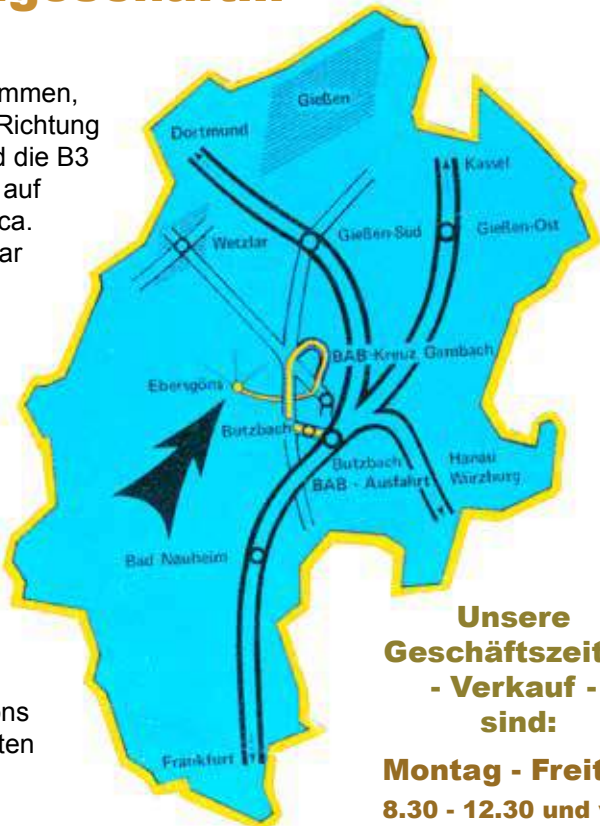 ommen,
Richtung
d die B3
auf
ca.
ar
Gießen
Dortmund
Kassel
Wetzlar
Gießen-Süd
Gießen-Ost
BAB-Kreuz Gambach
Ebersgöns
Butzbach
Butzbach
BAB - Ausfahrt
Hanau
Würzburg
Bad Nauheim
Frankfurt
ons
ten
Unsere
Geschäftszeit
- Verkauf -
sind:
Montag - Freit
8.30 - 12.30 und